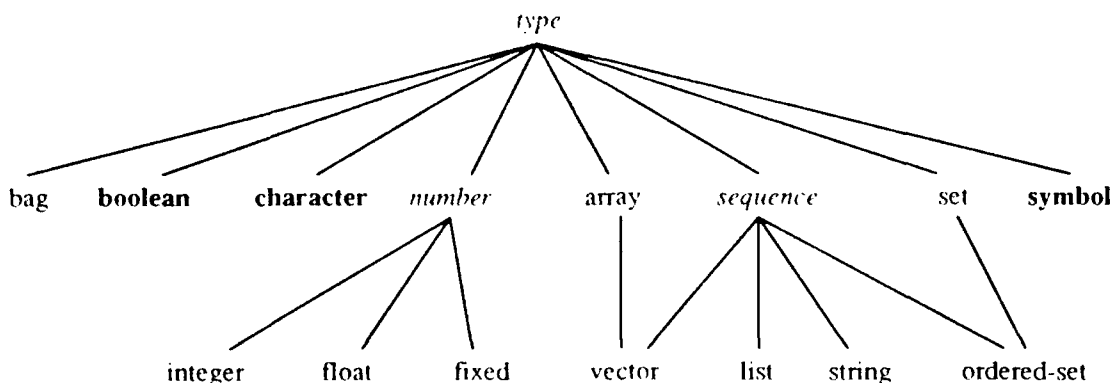 type
bag boolean character number array sequence set symbol
integer float fixed vector list string ordered-set